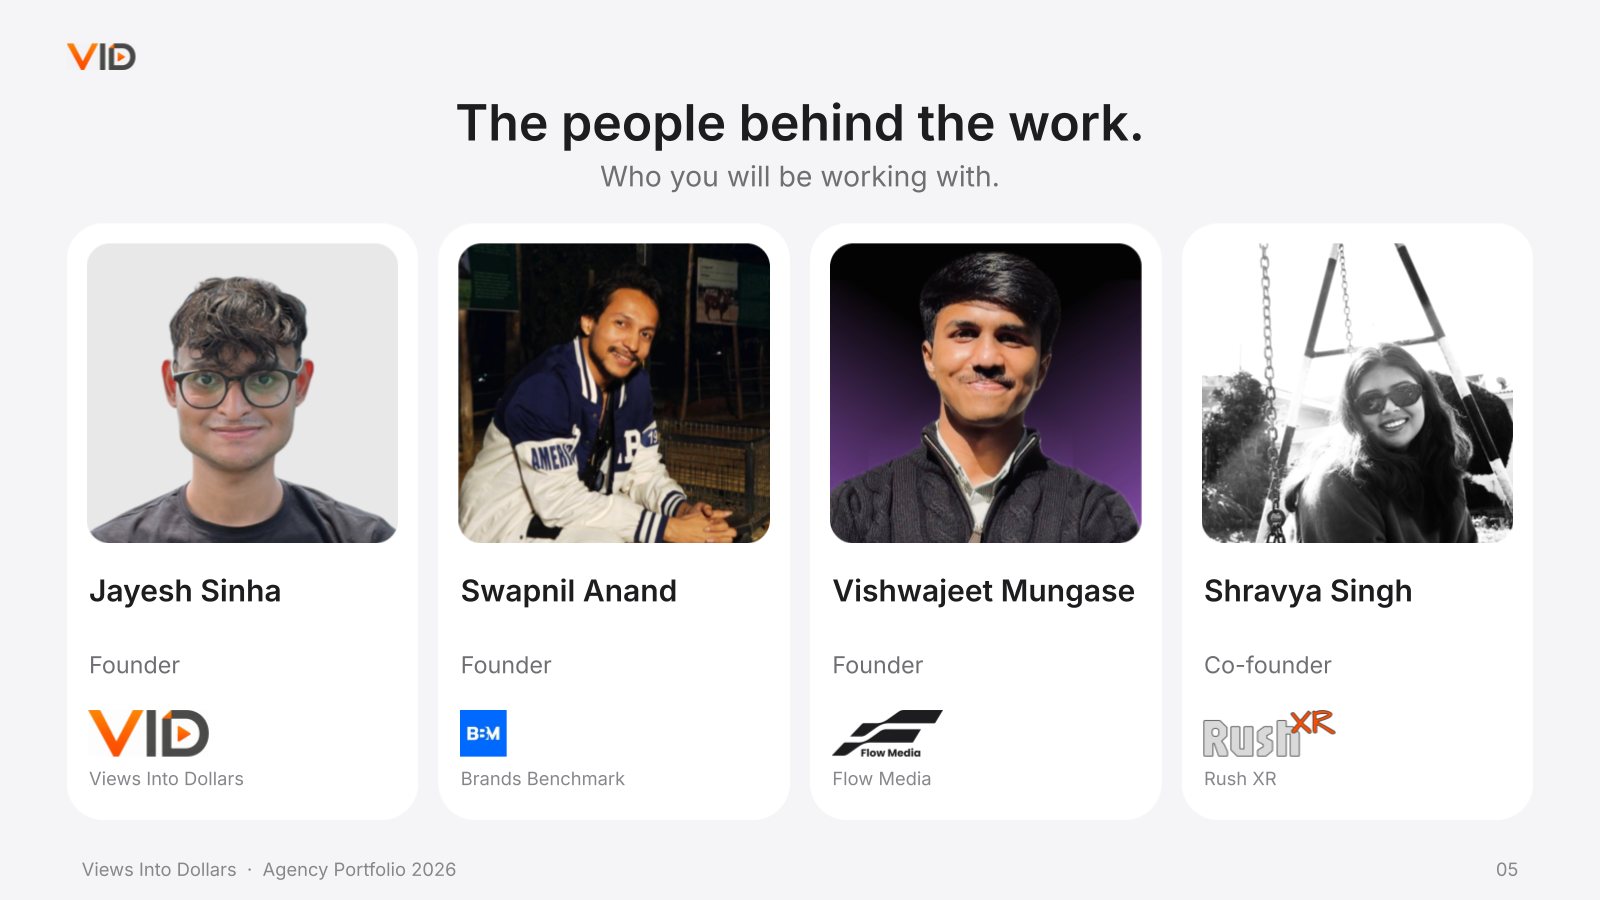 VID
The people behind the work.
Who you will be working with.
AMERI
Jayesh Sinha
Founder
VID
Views Into Dollars
Swapnil Anand
Founder
B:M
Brands Benchmark
Vishwajeet Mungase
Founder
Flow Media
Flow Media
Shravya Singh
Co-founder
Rush XR
Rush XR
Views Into Dollars · Agency Portfolio 2026
05